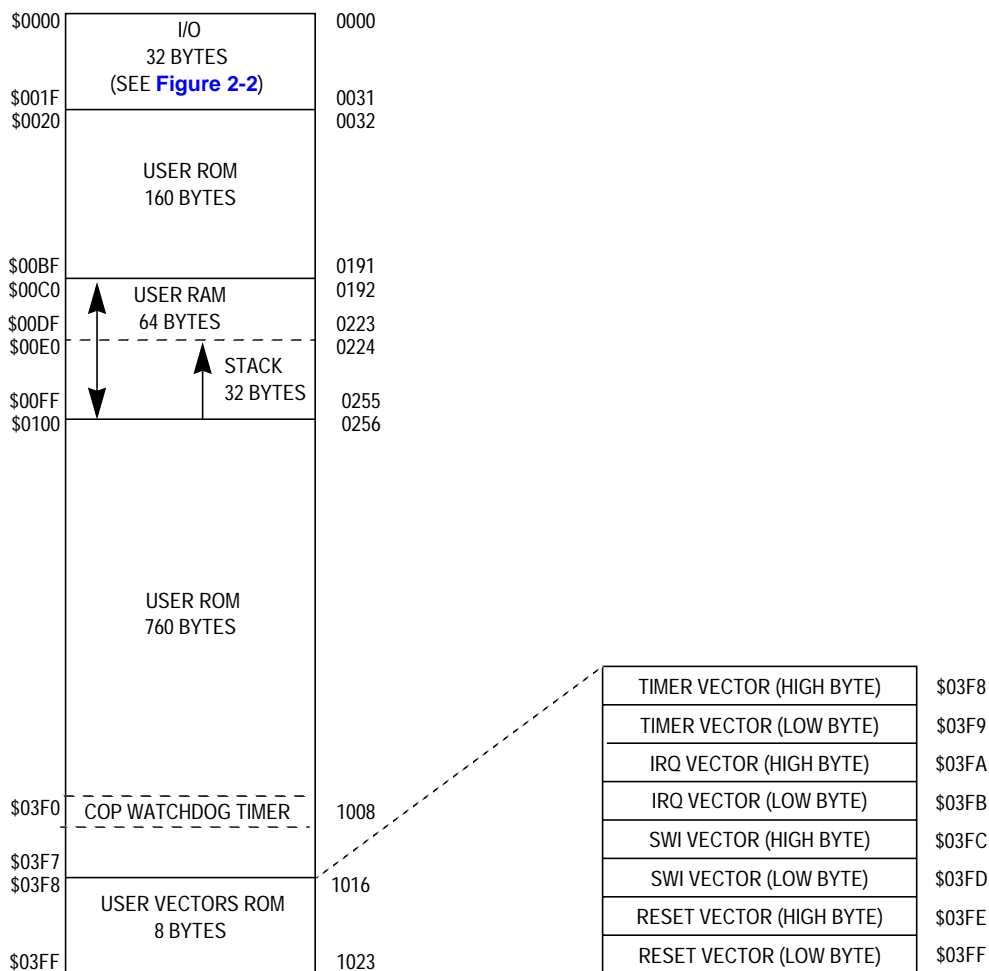 $0000 I/O 0000
32 BYTES
(SEE Figure 2-2)
$001F 0031
$0020 0032
USER ROM
160 BYTES
$00BF 0191
$00C0 USER RAM 0192
$00DF 64 BYTES 0223
$00E0 0224
STACK
$00FF 32 BYTES 0255
$0100 0256
USER ROM
760 BYTES
$03F0 COP WATCHDOG TIMER 1008
$03F7
$03F8 1016
USER VECTORS ROM
8 BYTES
$03FF 1023
TIMER VECTOR (HIGH BYTE) $03F8
TIMER VECTOR (LOW BYTE) $03F9
IRQ VECTOR (HIGH BYTE) $03FA
IRQ VECTOR (LOW BYTE) $03FB
SWI VECTOR (HIGH BYTE) $03FC
SWI VECTOR (LOW BYTE) $03FD
RESET VECTOR (HIGH BYTE) $03FE
RESET VECTOR (LOW BYTE) $03FF